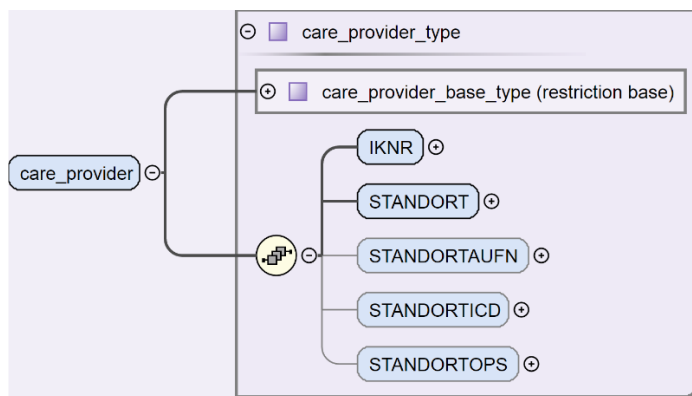 care_provider_type
care_provider_base_type (restriction base)
IKNR
care_provider
STANDORT
STANDORTAUFN
STANDORTICD
STANDORTOPS